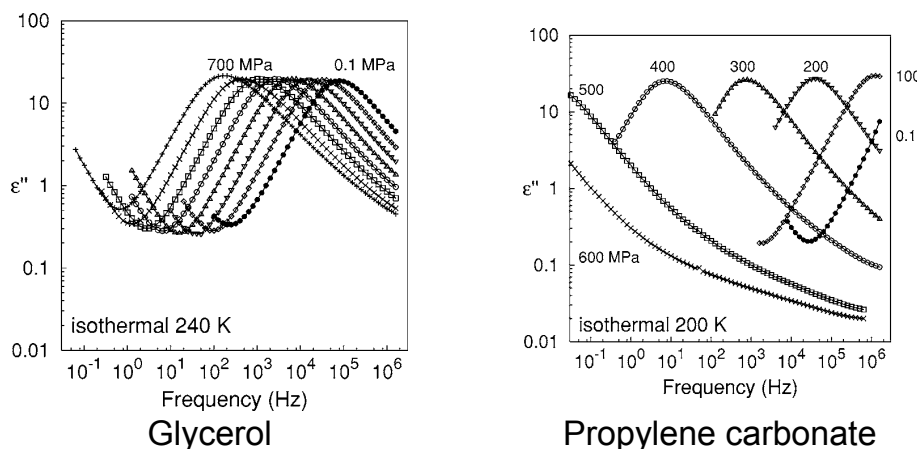 100
10
1
0.1
0.01
ε"
700 MPa
0.1 MPa
isothermal 240 K
10⁻¹ 10⁰ 10¹ 10² 10³ 10⁴ 10⁵ 10⁶
Frequency (Hz)
Glycerol
100
10
1
0.1
0.01
ε"
500
400
300
200
100
0.1
600 MPa
isothermal 200 K
10⁻¹ 10⁰ 10¹ 10² 10³ 10⁴ 10⁵ 10⁶
Frequency (Hz)
Propylene carbonate